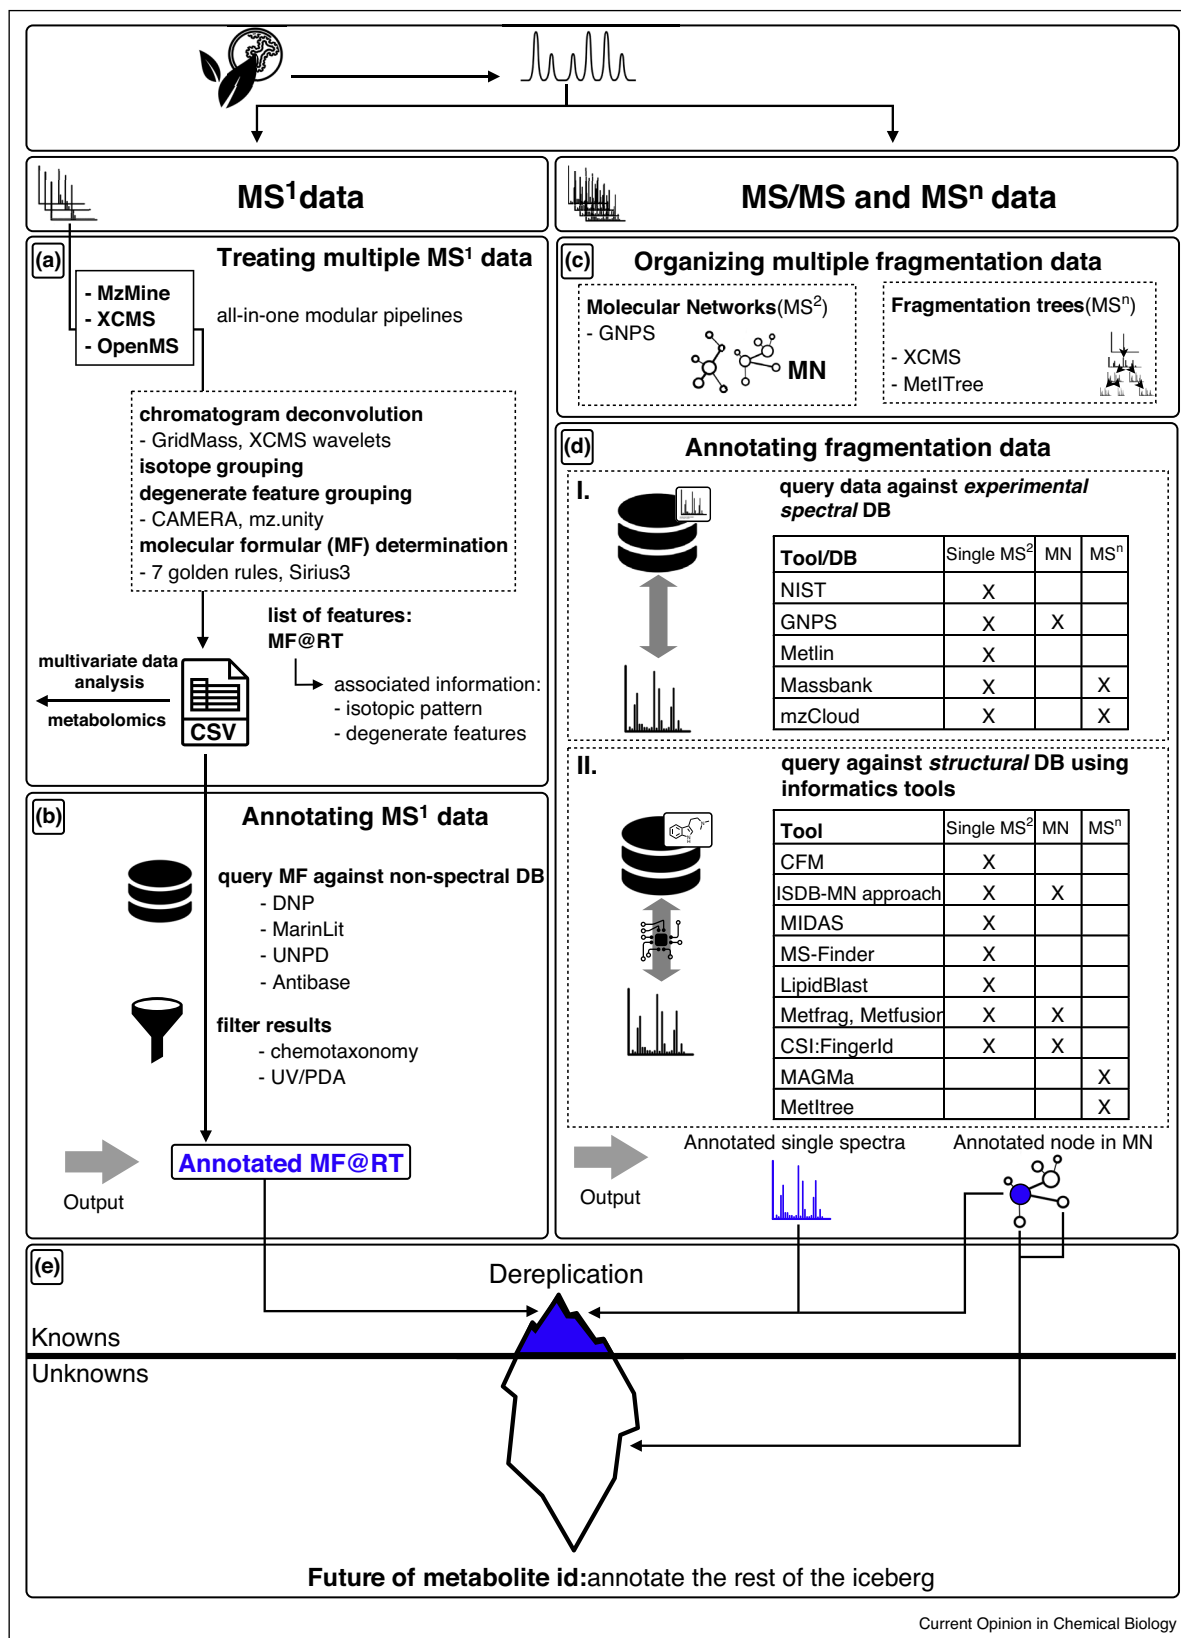 MS1 data
MS/MS and MSn data
(a)
Treating multiple MS1 data
- MzMine
- XCMS
- OpenMS
all-in-one modular pipelines
chromatogram deconvolution
- GridMass, XCMS wavelets
isotope grouping
degenerate feature grouping
- CAMERA, mz.unity
molecular formular (MF) determination
- 7 golden rules, Sirius3
list of features:
MF@RT
associated information:
- isotopic pattern
- degenerate features
multivariate data
analysis
metabolomics
CSV
(b)
Annotating MS1 data
query MF against non-spectral DB
- DNP
- MarinLit
- UNPD
- Antibase
filter results
- chemotaxonomy
- UV/PDA
Output
Annotated MF@RT
(c)
Organizing multiple fragmentation data
Molecular Networks(MS2)
- GNPS
MN
Fragmentation trees(MSn)
- XCMS
- MetITree
(d)
Annotating fragmentation data
I.
query data against experimental
spectral DB
Tool/DB Single MS2 MN MSn
NIST X
GNPS X X
Metlin X
Massbank X X
mzCloud X X
II.
query against structural DB using
informatics tools
Tool Single MS2 MN MSn
CFM X
ISDB-MN approach X X
MIDAS X
MS-Finder X
LipidBlast X
Metfrag, Metfusion X X
CSI:FingerId X X
MAGMa X
MetItree X
Output
Annotated single spectra
Annotated node in MN
(e)
Dereplication
Knowns
Unknowns
Future of metabolite id:annotate the rest of the iceberg
Current Opinion in Chemical Biology